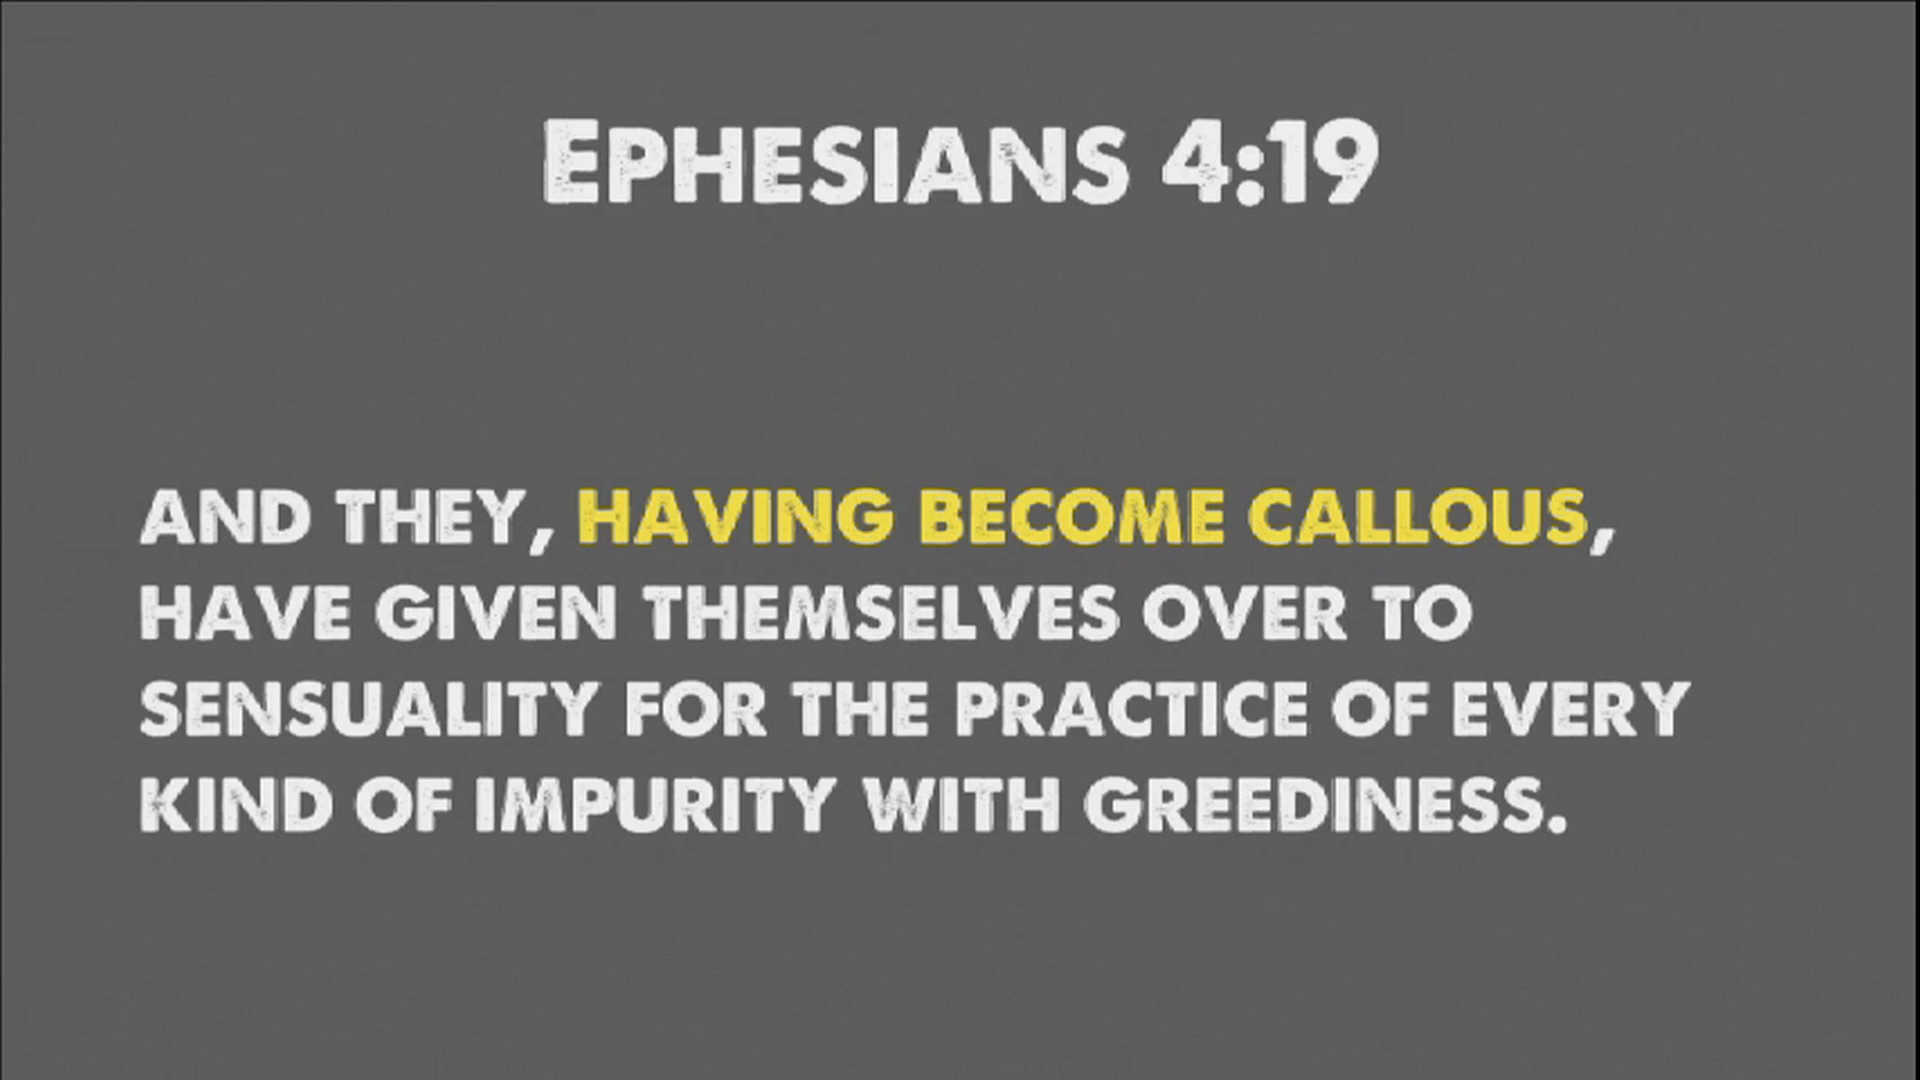 EPHESIANS 4:19
AND THEY, HAVING BECOME CALLOUS,
HAVE GIVEN THEMSELVES OVER TO
SENSUALITY FOR THE PRACTICE OF EVERY
KIND OF IMPURITY WITH GREEDINESS.